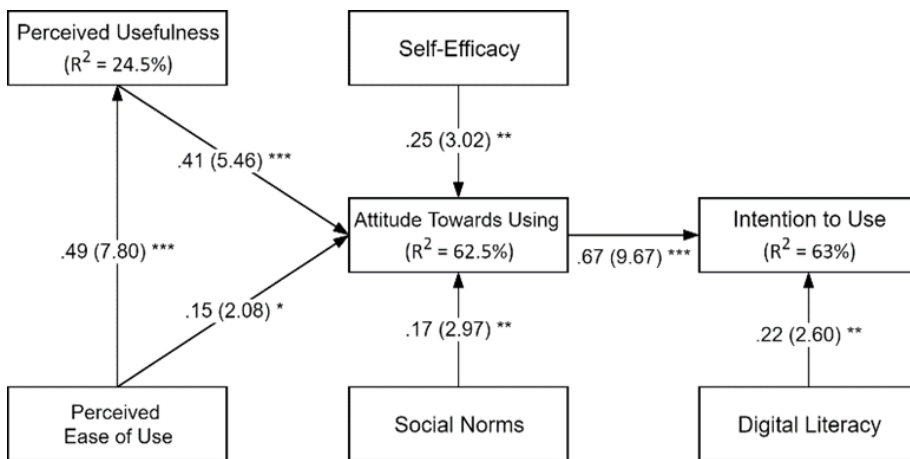 Perceived Usefulness
(R² = 24.5%)
Self-Efficacy
.25 (3.02) **
.41 (5.46) ***
Attitude Towards Using
(R² = 62.5%)
Intention to Use
(R² = 63%)
.49 (7.80) ***
.67 (9.67) ***
.15 (2.08) *
.17 (2.97) **
.22 (2.60) **
Perceived
Ease of Use
Social Norms
Digital Literacy